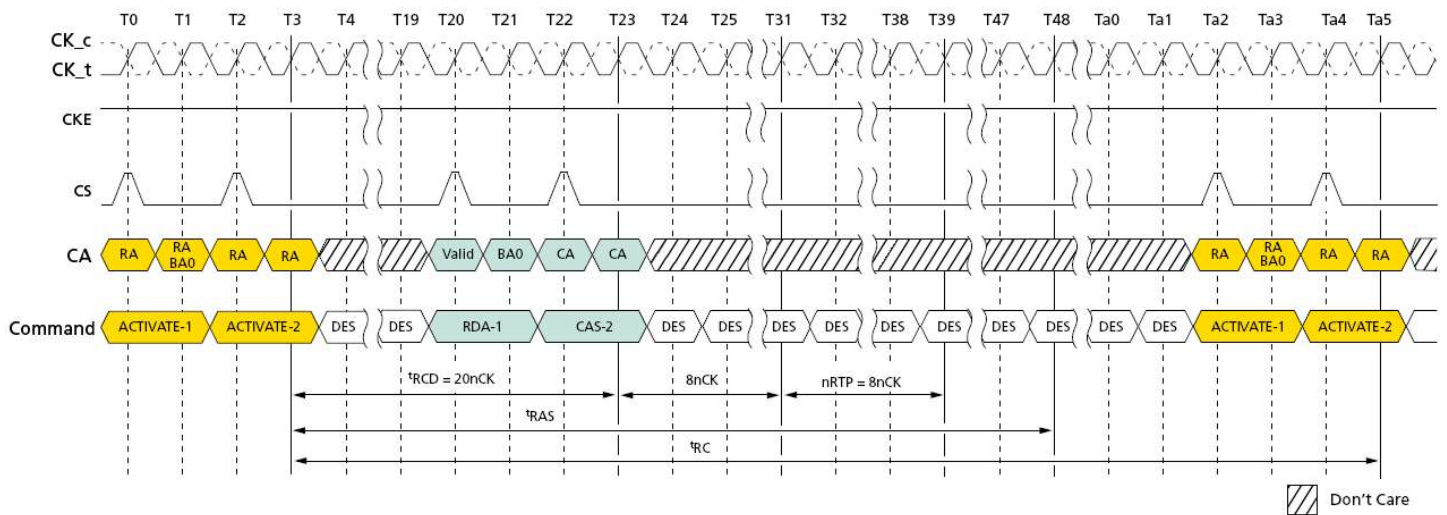 T0 T1 T2 T3 T4 T19 T20 T21 T22 T23 T24 T25 T31 T32 T38 T39 T47 T48 Ta0 Ta1 Ta2 Ta3 Ta4 Ta5
CK_c
CK_t
CKE
CS
CA RA RA BA0 RA RA Valid BA0 CA CA RA RA BA0 RA RA
Command ACTIVATE-1 ACTIVATE-2 DES DES RDA-1 CAS-2 DES DES DES DES DES DES DES DES DES DES ACTIVATE-1 ACTIVATE-2
tRCD = 20nCK 8nCK nRTP = 8nCK
tRAS
tRC
Don't Care